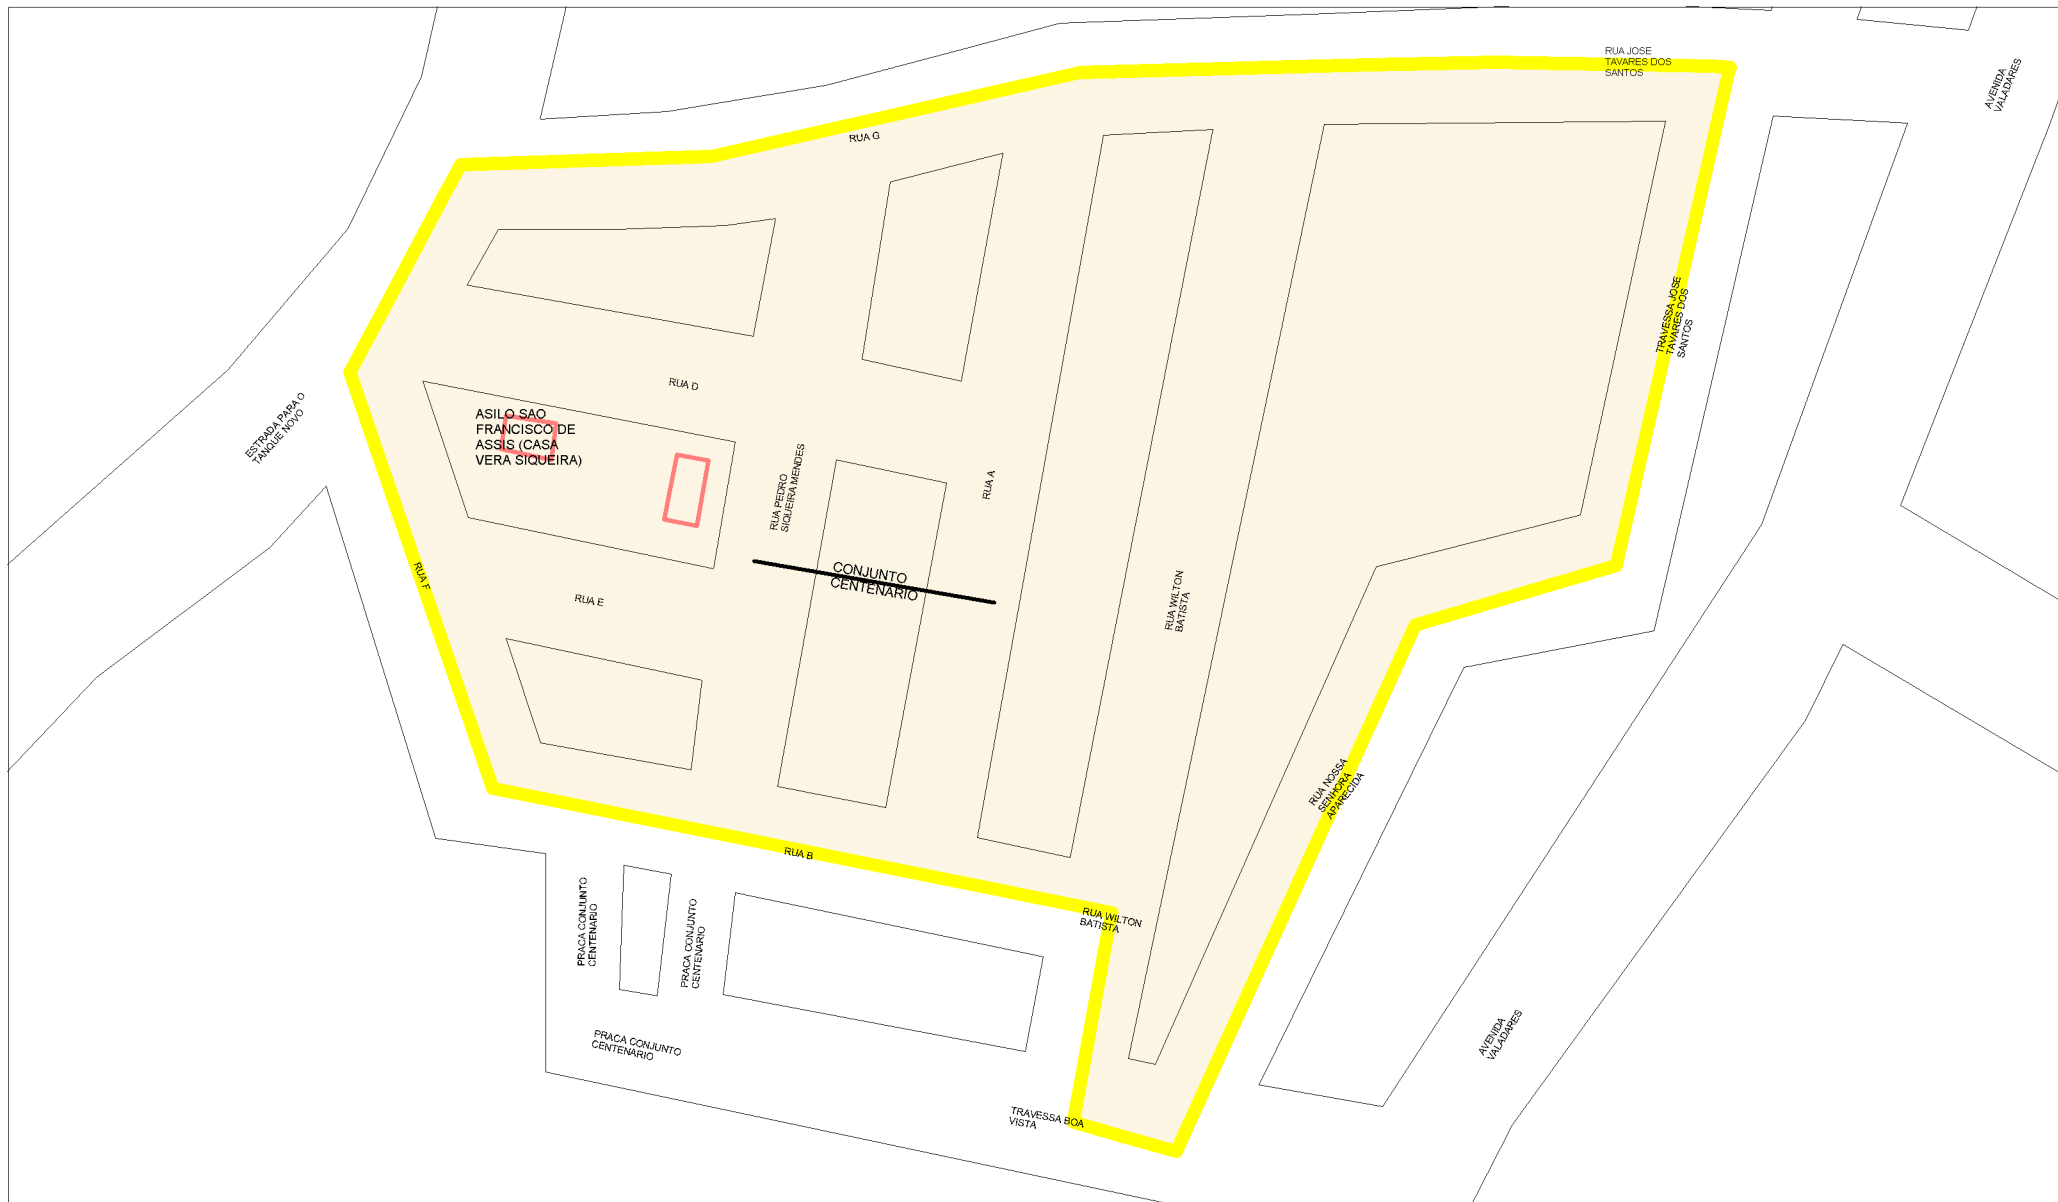 RUA JOSE
TAVARES DOS
SANTOS
AVENIDA
VALADARES
RUA G
TRAVESSA JOSE
TAVARES DOS
SANTOS
RUA D
ESTRADA PARA O
TANQUE NOVO
ASILO SAO
FRANCISCO DE
ASSIS (CASA
VERA SIQUEIRA)
RUA PEDRO
SIQUEIRA MENDES
RUA A
RUA F
CONJUNTO
CENTENARIO
RUA E
RUA WILTON
BATISTA
RUA NOSSA
SENHORA
APARECIDA
RUA B
PRACA CONJUNTO
CENTENARIO
PRACA CONJUNTO
CENTENARIO
RUA WILTON
BATISTA
PRACA CONJUNTO
CENTENARIO
AVENIDA
VALADARES
TRAVESSA BOA
VISTA